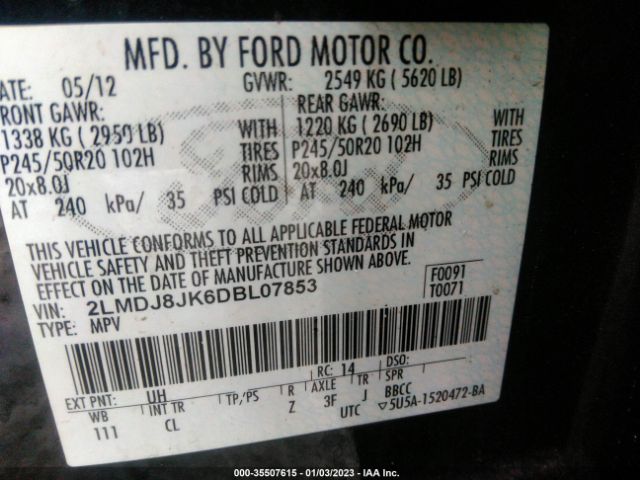 MFD. BY FORD MOTOR CO.
ATE: 05/12 GVWR: 2549 KG ( 5620 LB)
FRONT GAWR: REAR GAWR:
1338 KG ( 2950 LB) WITH 1220 KG ( 2690 LB) WITH
P245/50R20 102H TIRES P245/50R20 102H TIRES
20x8.0J RIMS 20x8.0J RIMS
AT 240 kPa/ 35 PSI COLD AT 240 kPa/ 35 PSI COLD
THIS VEHICLE CONFORMS TO ALL APPLICABLE FEDERAL MOTOR
VEHICLE SAFETY AND THEFT PREVENTION STANDARDS IN
EFFECT ON THE DATE OF MANUFACTURE SHOWN ABOVE.
VIN: 2LMDJ8JK6DBL07853 F0091
TYPE: MPV T0071
EXT PNT: UH RC: 14 DSO:
WB INT TR TP/PS R AXLE TR SPR
111 CL Z 3F J BBCC
UTC 5U5A-1520472-BA
© 000-35507615 - 01/03/2023 - IAA Inc.